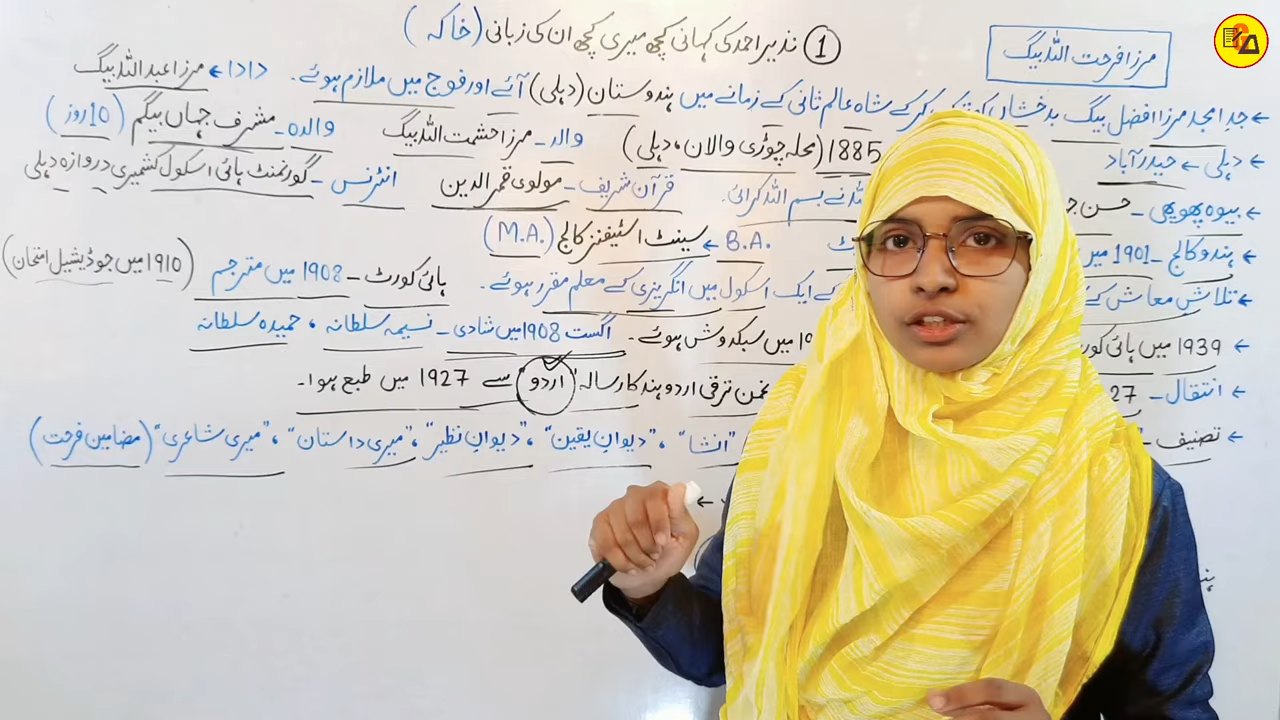 مرزا فرحت اللہ بیگ
① نذیر احمد کی کہانی کچھ میری کچھ ان کی زبانی (خاکہ)
← جدِ امجد مرزا افضل بیگ بدخشاں کے شاہ عالم ثانی کے زمانے میں ہندوستان (دہلی) آئے اور فوج میں ملازم ہوئے۔ دادا ← مرزا عبداللہ بیگ
← دہلی ← حیدرآباد 1885 (محلہ چوڑی والان، دہلی) والد – مرزا حشمت اللہ بیگ والدہ – مشرف جہاں بیگم (10 روز)
← بیوہ پھوپھی – حسن نے بسم اللہ کرائی۔ قرآن شریف – مولوی قمر الدین انٹرنس – گورنمنٹ ہائی اسکول کشمیری دروازہ دہلی
← ہندو کالج – 1901 میں B.A. ← سینٹ اسٹیفنز کالج (M.A.)
← تلاش معاش کے کے ایک اسکول میں انگریزی کے معلم مقرر ہوئے۔ ہائی کورٹ – 1908 میں مترجم (1910 میں جوڈیشیل امتحان)
← 1939 میں ہائی میں سبکدوش ہوئے۔ اگست 1908 میں شادی – نسیمہ سلطانہ، حمیدہ سلطانہ
← انتقال – 27 ترقی اردو ہند کا رسالہ "اردو" سے 1927 میں طبع ہوا۔
← تصنیف – "انشا"، "دیوانِ یقین"، "دیوانِ نظیر"، "میری داستان"، "میری شاعری" (مضامین فرحت)
←